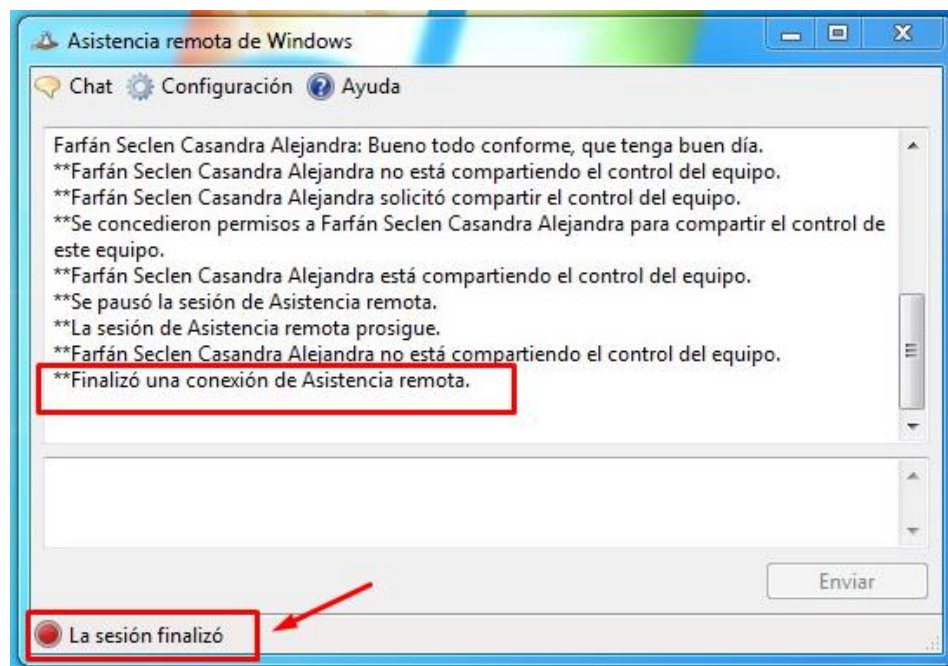 Asistencia remota de Windows
Chat Configuración Ayuda
Farfán Seclen Casandra Alejandra: Bueno todo conforme, que tenga buen día.
**Farfán Seclen Casandra Alejandra no está compartiendo el control del equipo.
**Farfán Seclen Casandra Alejandra solicitó compartir el control del equipo.
**Se concedieron permisos a Farfán Seclen Casandra Alejandra para compartir el control de
este equipo.
**Farfán Seclen Casandra Alejandra está compartiendo el control del equipo.
**Se pausó la sesión de Asistencia remota.
**La sesión de Asistencia remota prosigue.
**Farfán Seclen Casandra Alejandra no está compartiendo el control del equipo.
**Finalizó una conexión de Asistencia remota.
Enviar
La sesión finalizó